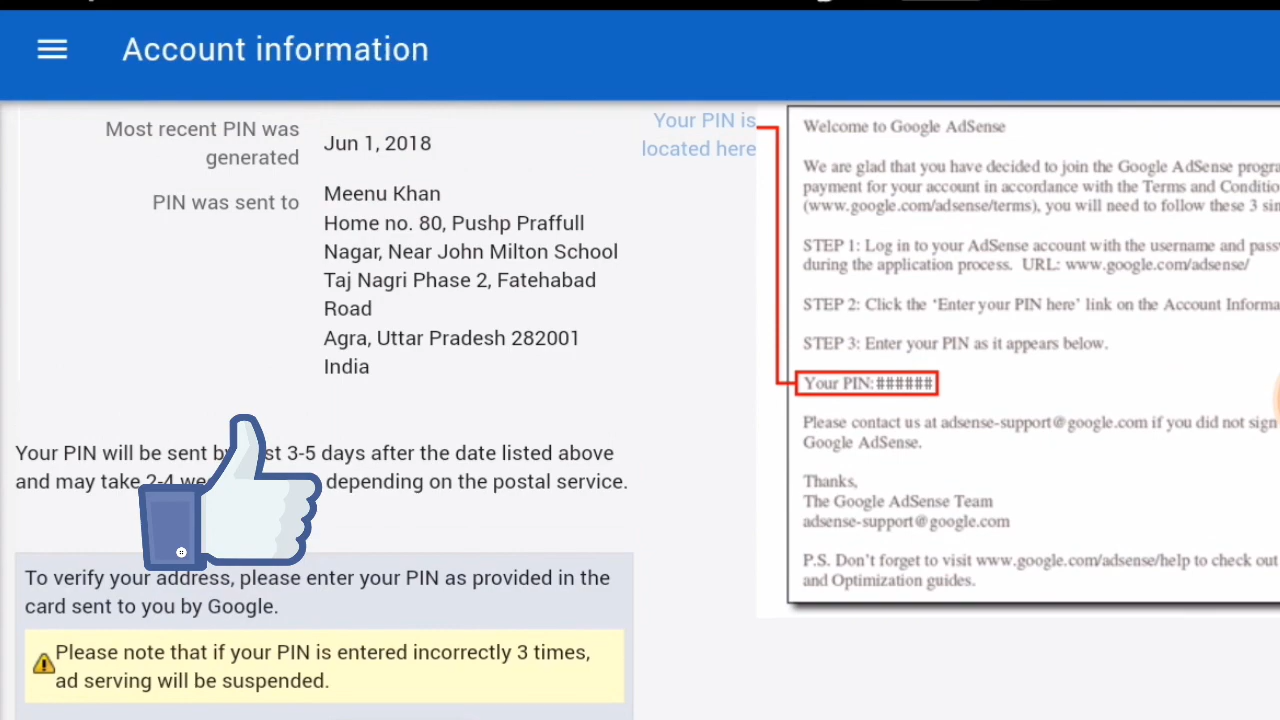 Account information
Most recent PIN was
generated
Jun 1, 2018
PIN was sent to
Meenu Khan
Home no. 80, Pushp Praffull
Nagar, Near John Milton School
Taj Nagri Phase 2, Fatehabad
Road
Agra, Uttar Pradesh 282001
India
Your PIN will be sent 3-5 days after the date listed above
and may take 2-4 depending on the postal service.
To verify your address, please enter your PIN as provided in the
card sent to you by Google.
Please note that if your PIN is entered incorrectly 3 times,
ad serving will be suspended.
Your PIN is
located here
Welcome to Google AdSense
We are glad that you have decided to join the Google AdSense
payment for your account in accordance with the Terms and
(www.google.com/adsense/terms), you will need to follow these 3
STEP 1: Log in to your AdSense account with the username and
during the application process. URL: www.google.com/adsense/
STEP 2: Click the 'Enter your PIN here' link on the Account
STEP 3: Enter your PIN as it appears below.
Your PIN:######
Please contact us at adsense-support@google.com if you did not sign
Google AdSense.
Thanks,
The Google AdSense Team
adsense-support@google.com
P.S. Don't forget to visit www.google.com/adsense/help to check out
and Optimization guides.